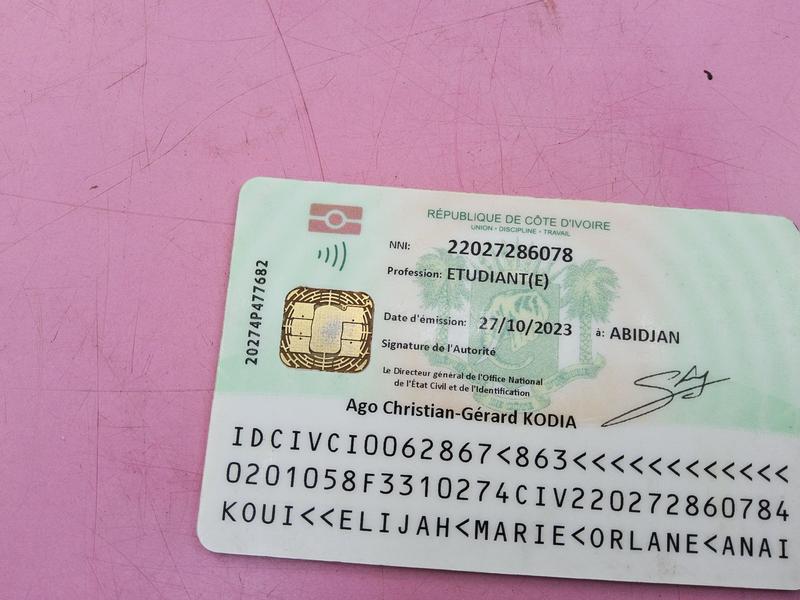 RÉPUBLIQUE DE CÔTE D'IVOIRE
UNION - DISCIPLINE - TRAVAIL
NNI: 22027286078
Profession: ETUDIANT(E)
20274P477682
Date d'émission: 27/10/2023 à: ABIDJAN
Signature de l'Autorité
Le Directeur général de l'Office National
de l'État Civil et de l'Identification
Ago Christian-Gérard KODIA
IDCIVCI0062867<863<<<<<<<<<<<<
0201058F3310274CIV220272860784
KOUI<<ELIJAH<MARIE<ORLANE<ANAI